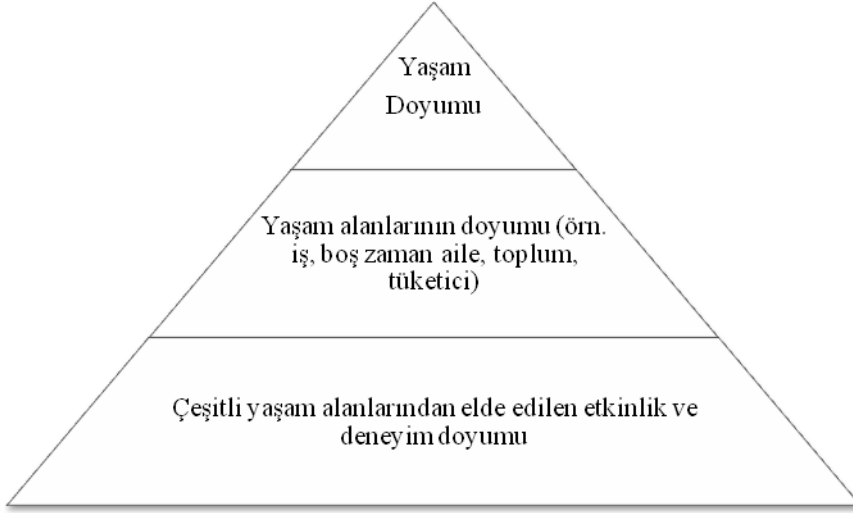 Yaşam
Doyumu
Yaşam alanlarının doyumu (örn.
iş, boş zaman aile, toplum,
tüketici)
Çeşitli yaşam alanlarından elde edilen etkinlik ve
deneyim doyumu